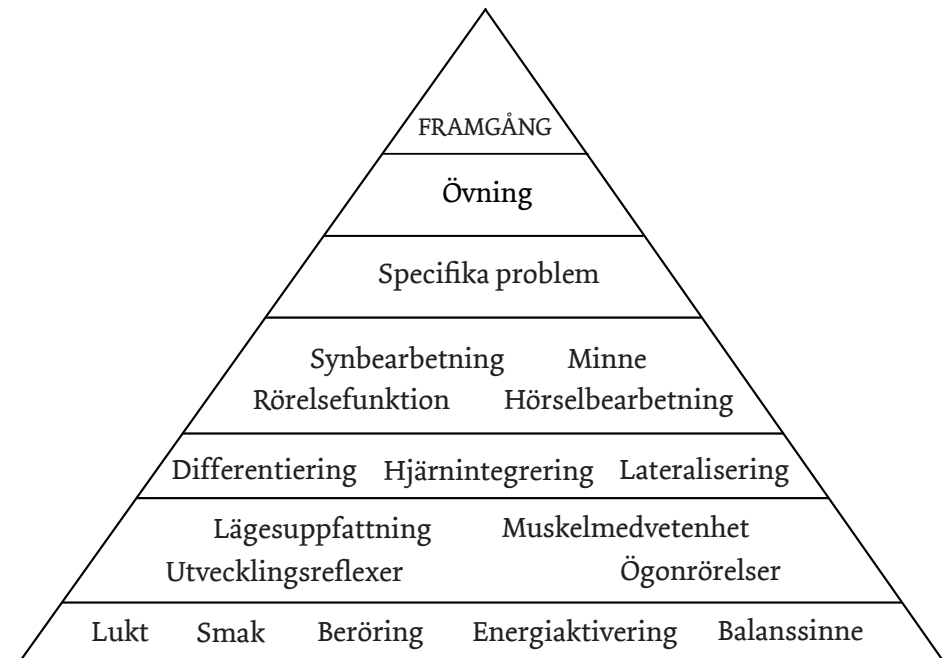 FRAMGÅNG
Övning
Specifika problem
Synbearbetning Minne
Rörelsefunktion Hörselbearbetning
Differentiering Hjärnintegrering Lateralisering
Lägesuppfattning Muskelmedvetenhet
Utvecklingsreflexer Ögonrörelser
Lukt Smak Beröring Energiaktivering Balanssinne